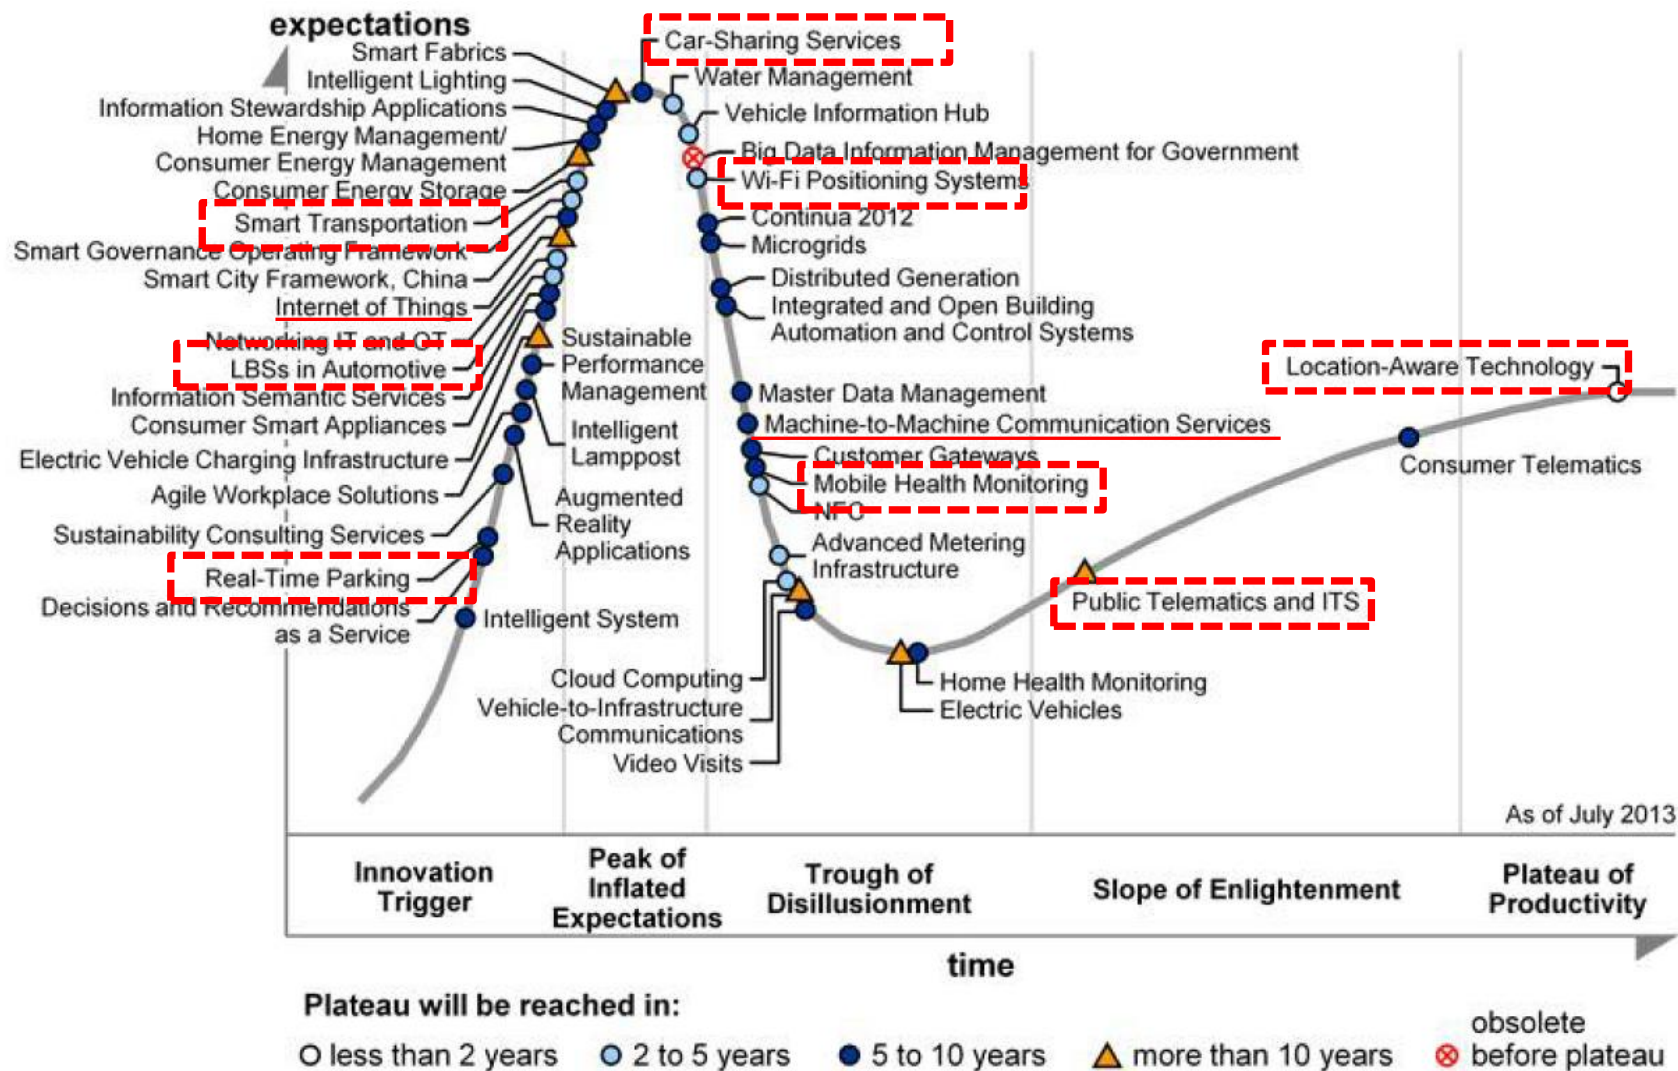 expectations
Smart Fabrics
Intelligent Lighting
Information Stewardship Applications
Home Energy Management/
Consumer Energy Management
Consumer Energy Storage
Smart Transportation
Smart Governance Operating Framework
Smart City Framework, China
Internet of Things
Networking IT and OT
LBSs in Automotive
Information Semantic Services
Consumer Smart Appliances
Electric Vehicle Charging Infrastructure
Agile Workplace Solutions
Sustainability Consulting Services
Real-Time Parking
Decisions and Recommendations
as a Service
Intelligent System
Augmented
Reality
Applications
Intelligent
Lamppost
Sustainable
Performance
Management
Car-Sharing Services
Water Management
Vehicle Information Hub
Big Data Information Management for Government
Wi-Fi Positioning Systems
Continua 2012
Microgrids
Distributed Generation
Integrated and Open Building
Automation and Control Systems
Master Data Management
Machine-to-Machine Communication Services
Customer Gateways
Mobile Health Monitoring
NFC
Advanced Metering
Infrastructure
Cloud Computing
Vehicle-to-Infrastructure
Communications
Video Visits
Home Health Monitoring
Electric Vehicles
Public Telematics and ITS
Consumer Telematics
Location-Aware Technology
As of July 2013
Innovation
Trigger
Peak of
Inflated
Expectations
Trough of
Disillusionment
Slope of Enlightenment
Plateau of
Productivity
time
Plateau will be reached in:
less than 2 years
2 to 5 years
5 to 10 years
more than 10 years
obsolete
before plateau